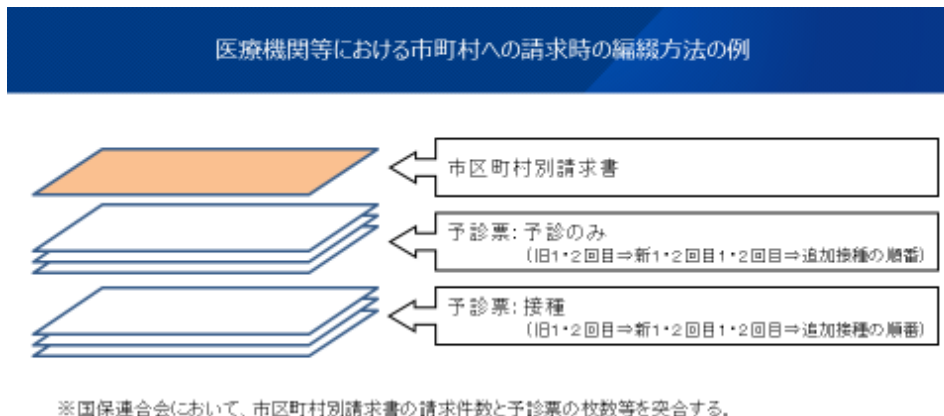 医療機関等における市町村への請求時の編綴方法の例
市区町村別請求書
予診票:予診のみ
(旧1・2回目⇒新1・2回目1・2回目⇒追加接種の順番)
予診票:接種
(旧1・2回目⇒新1・2回目1・2回目⇒追加接種の順番)
※国保連合会において、市区町村別請求書の請求件数と予診票の枚数等を突合する。